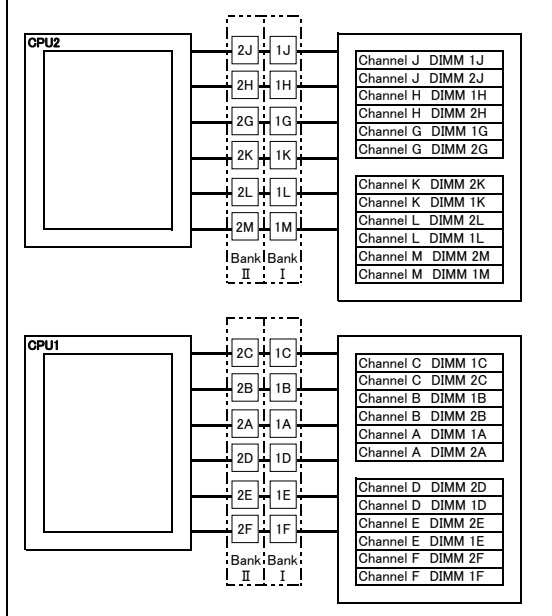 CPU2
2J 1J
2H 1H
2G 1G
2K 1K
2L 1L
2M 1M
Bank Bank
II I
Channel J DIMM 1J
Channel J DIMM 2J
Channel H DIMM 1H
Channel H DIMM 2H
Channel G DIMM 1G
Channel G DIMM 2G
Channel K DIMM 2K
Channel K DIMM 1K
Channel L DIMM 2L
Channel L DIMM 1L
Channel M DIMM 2M
Channel M DIMM 1M
CPU1
2C 1C
2B 1B
2A 1A
2D 1D
2E 1E
2F 1F
Bank Bank
II I
Channel C DIMM 1C
Channel C DIMM 2C
Channel B DIMM 1B
Channel B DIMM 2B
Channel A DIMM 1A
Channel A DIMM 2A
Channel D DIMM 2D
Channel D DIMM 1D
Channel E DIMM 2E
Channel E DIMM 1E
Channel F DIMM 2F
Channel F DIMM 1F